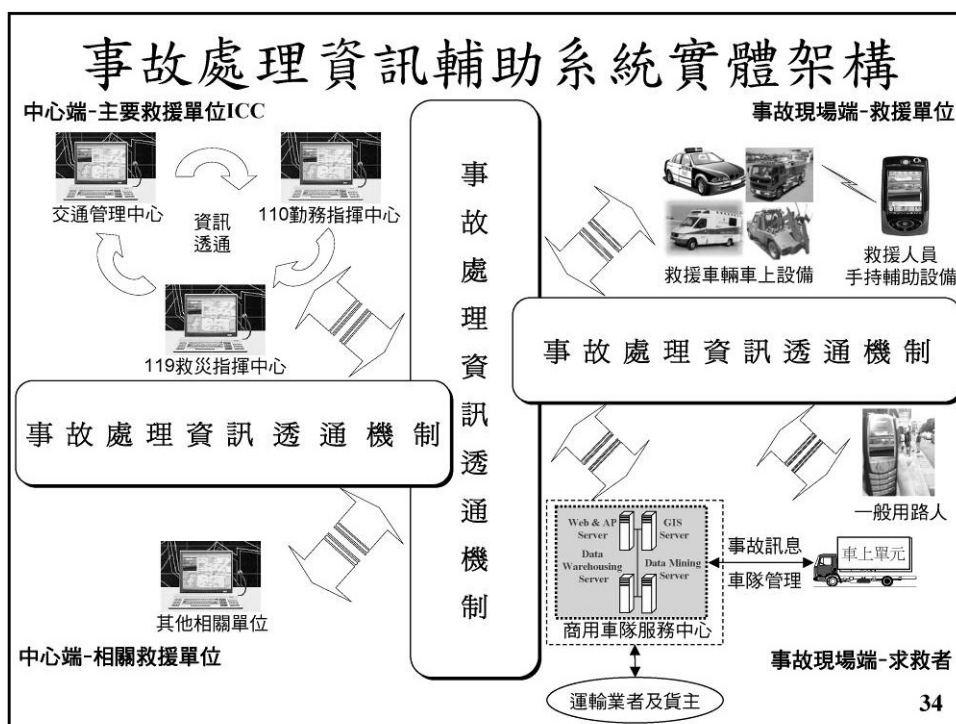 事故處理資訊輔助系統實體架構
中心端-主要救援單位ICC
事故現場端-救援單位
交通管理中心
資訊
透通
110勤務指揮中心
119救災指揮中心
事故處理資訊透通機制
救援車輛車上設備
救援人員
手持輔助設備
事故處理資訊透通機制
事故處理資訊透通機制
一般用路人
Web & AP
Server
GIS
Server
Data
Warehousing
Server
Data Mining
Server
商用車隊服務中心
事故訊息
車隊管理
車上單元
其他相關單位
中心端-相關救援單位
事故現場端-求救者
運輸業者及貨主
34